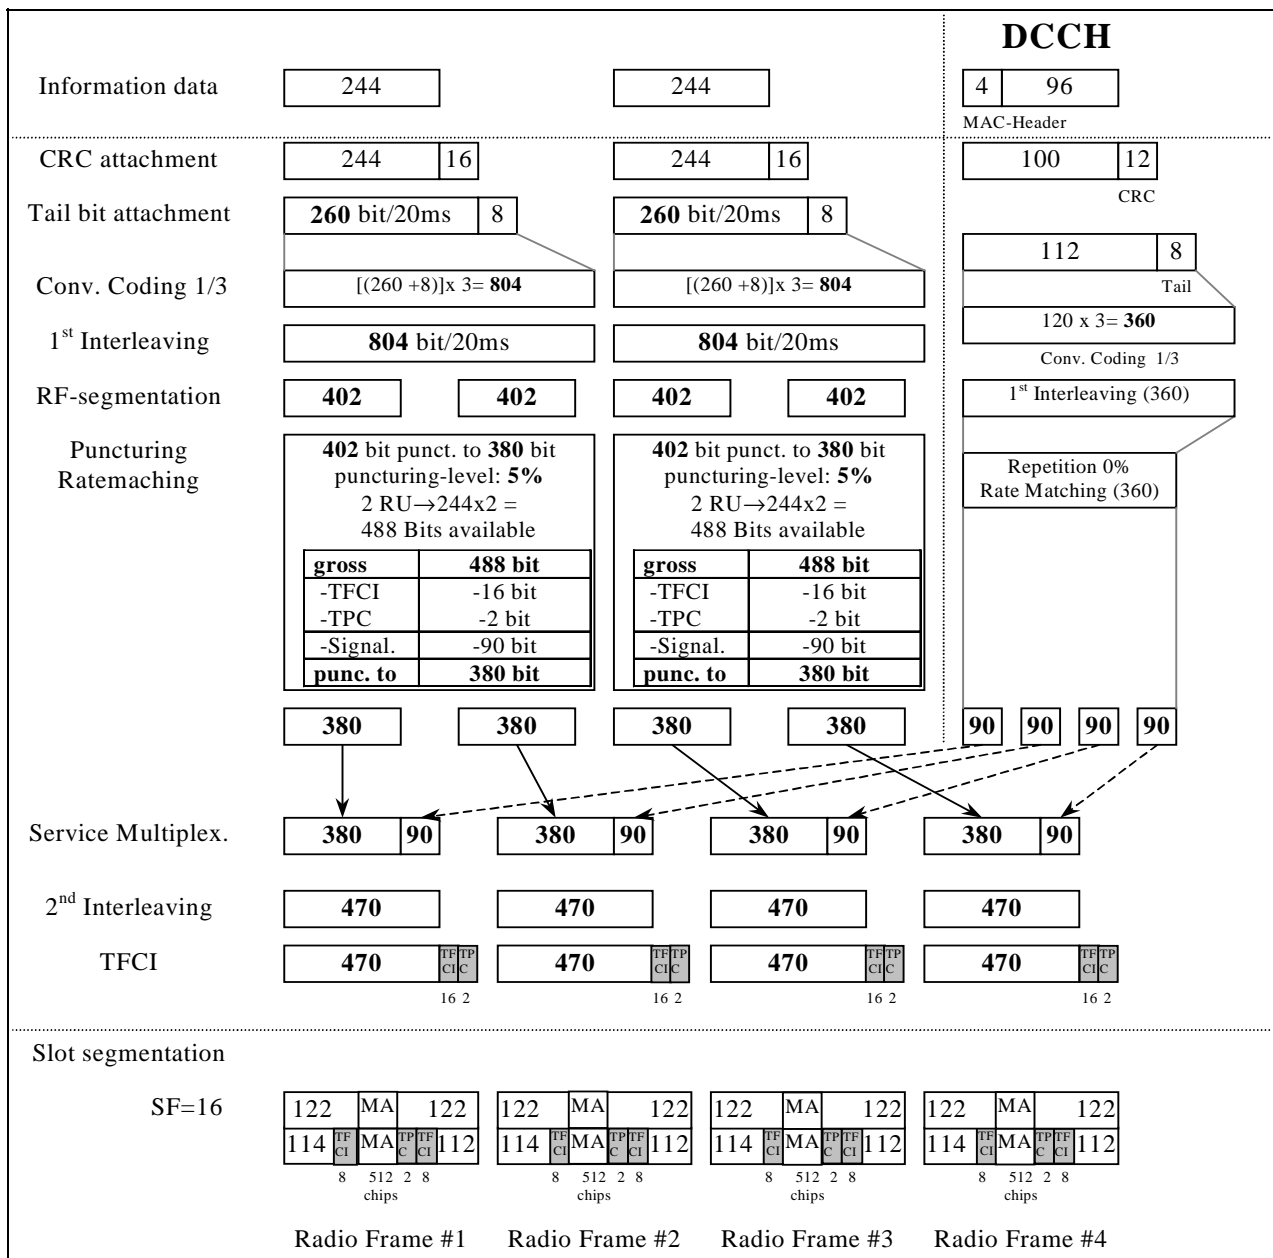 DCCH
Information data 244 244 4 96
MAC-Header
CRC attachment 244 16 244 16 100 12
CRC
Tail bit attachment 260 bit/20ms 8 260 bit/20ms 8
112 8
Tail
Conv. Coding 1/3 [(260 +8)]x 3= 804 [(260 +8)]x 3= 804
120 x 3= 360
Conv. Coding 1/3
1st Interleaving 804 bit/20ms 804 bit/20ms
RF-segmentation 402 402 402 402 1st Interleaving (360)
Puncturing
Ratemaching
402 bit punct. to 380 bit
puncturing-level: 5%
2 RU→244x2 =
488 Bits available
gross 488 bit
-TFCI -16 bit
-TPC -2 bit
-Signal. -90 bit
punc. to 380 bit
402 bit punct. to 380 bit
puncturing-level: 5%
2 RU→244x2 =
488 Bits available
gross 488 bit
-TFCI -16 bit
-TPC -2 bit
-Signal. -90 bit
punc. to 380 bit
Repetition 0%
Rate Matching (360)
380 380 380 380 90 90 90 90
Service Multiplex. 380 90 380 90 380 90 380 90
2nd Interleaving 470 470 470 470
TFCI 470 TF CI TP C 470 TF CI TP C 470 TF CI TP C 470 TF CI TP C
16 2 16 2 16 2 16 2
Slot segmentation
SF=16 122 MA 122 122 MA 122 122 MA 122 122 MA 122
114 TF CI MA TP C TF CI 112 114 TF CI MA TP C TF CI 112 114 TF CI MA TP C TF CI 112 114 TF CI MA TP C TF CI 112
8 512 2 8 8 512 2 8 8 512 2 8 8 512 2 8
chips chips chips chips
Radio Frame #1 Radio Frame #2 Radio Frame #3 Radio Frame #4